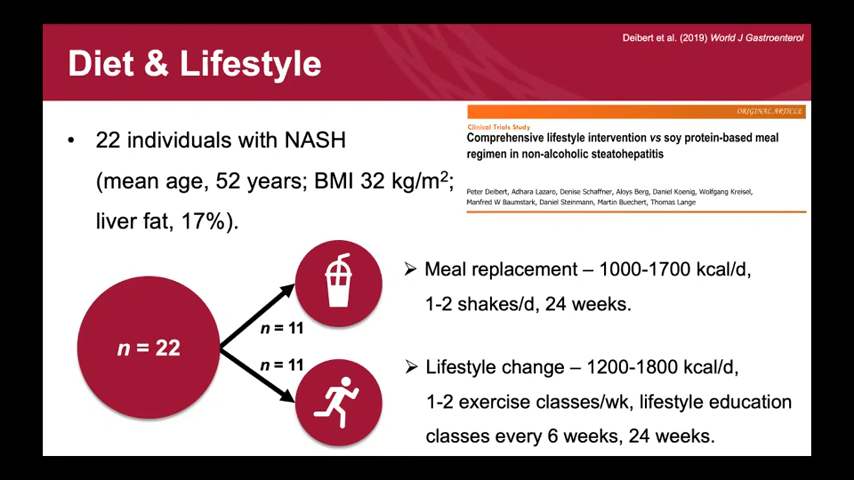 Deibert et al. (2019) World J Gastroenterol
Diet & Lifestyle
ORIGINAL ARTICLE
Clinical Trials Study
Comprehensive lifestyle intervention vs soy protein-based meal
regimen in non-alcoholic steatohepatitis
Peter Deibert, Adhara Lazaro, Denise Schaffner, Aloys Berg, Daniel Koenig, Wolfgang Kreisel,
Manfred W Baumstark, Daniel Steinmann, Martin Buechert, Thomas Lange
• 22 individuals with NASH
(mean age, 52 years; BMI 32 kg/m²;
liver fat, 17%).
n = 22
n = 11
n = 11
➢ Meal replacement – 1000-1700 kcal/d,
1-2 shakes/d, 24 weeks.
➢ Lifestyle change – 1200-1800 kcal/d,
1-2 exercise classes/wk, lifestyle education
classes every 6 weeks, 24 weeks.